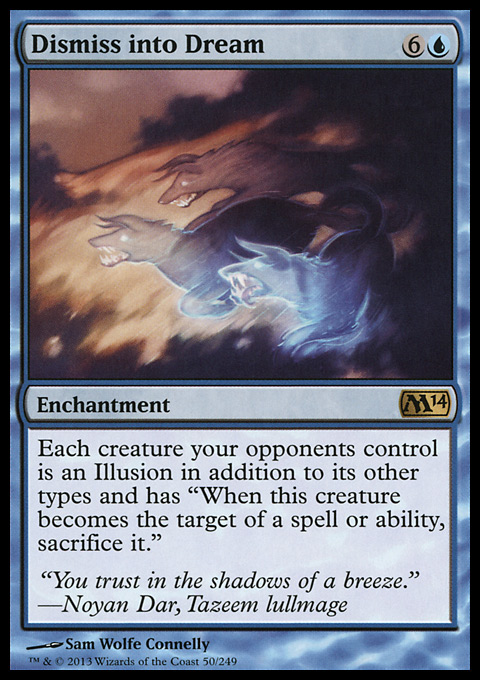 Dismiss into Dream 6
Enchantment M14
Each creature your opponents control
is an Illusion in addition to its other
types and has “When this creature
becomes the target of a spell or ability,
sacrifice it.”
“You trust in the shadows of a breeze.”
—Noyan Dar, Tazeem lullmage
Sam Wolfe Connelly
™ & © 2013 Wizards of the Coast 50/249